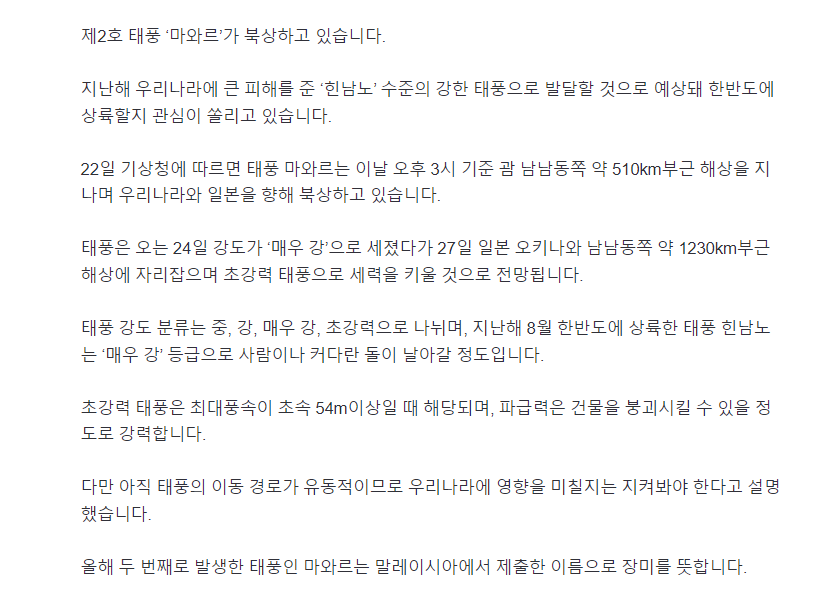 제2호 태풍 ‘마와르’가 북상하고 있습니다.
지난해 우리나라에 큰 피해를 준 ‘힌남노’ 수준의 강한 태풍으로 발달할 것으로 예상돼 한반도에
상륙할지 관심이 쏠리고 있습니다.
22일 기상청에 따르면 태풍 마와르는 이날 오후 3시 기준 괌 남남동쪽 약 510km부근 해상을 지
나며 우리나라와 일본을 향해 북상하고 있습니다.
태풍은 오는 24일 강도가 ‘매우 강’으로 세졌다가 27일 일본 오키나와 남남동쪽 약 1230km부근
해상에 자리잡으며 초강력 태풍으로 세력을 키울 것으로 전망됩니다.
태풍 강도 분류는 중, 강, 매우 강, 초강력으로 나뉘며, 지난해 8월 한반도에 상륙한 태풍 힌남노
는 ‘매우 강’ 등급으로 사람이나 커다란 돌이 날아갈 정도입니다.
초강력 태풍은 최대풍속이 초속 54m이상일 때 해당되며, 파급력은 건물을 붕괴시킬 수 있을 정
도로 강력합니다.
다만 아직 태풍의 이동 경로가 유동적이므로 우리나라에 영향을 미칠지는 지켜봐야 한다고 설명
했습니다.
올해 두 번째로 발생한 태풍인 마와르는 말레이시아에서 제출한 이름으로 장미를 뜻합니다.